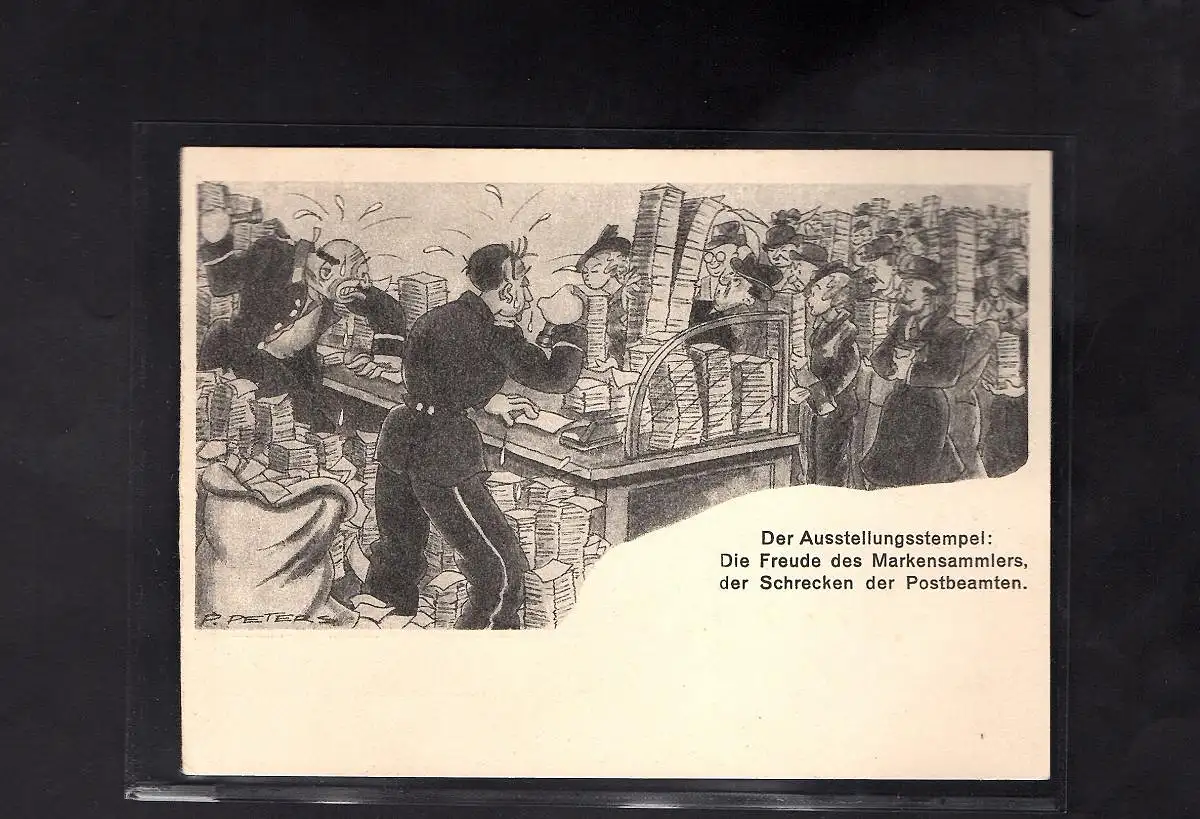 Der Ausstellungsstempel:
Die Freude des Markensammlers,
der Schrecken der Postbeamten.
P. PETERS